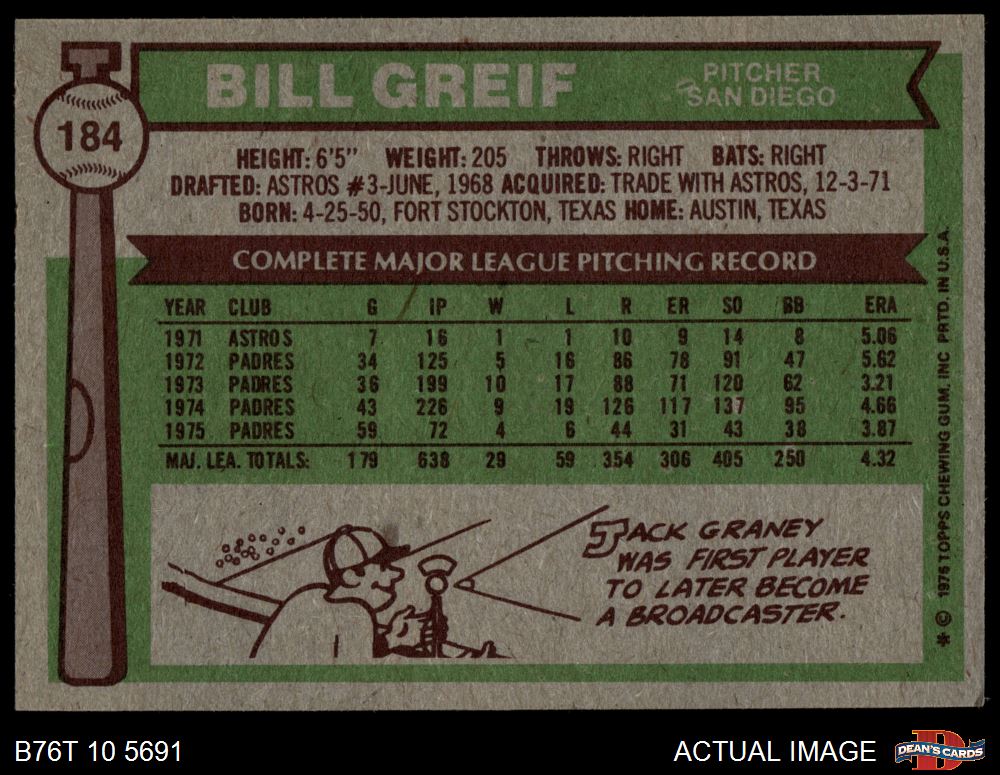 184
BILL GREIF
PITCHER
SAN DIEGO
HEIGHT: 6'5" WEIGHT: 205 THROWS: RIGHT BATS: RIGHT
DRAFTED: ASTROS #3-JUNE, 1968 ACQUIRED: TRADE WITH ASTROS, 12-3-71
BORN: 4-25-50, FORT STOCKTON, TEXAS HOME: AUSTIN, TEXAS
COMPLETE MAJOR LEAGUE PITCHING RECORD
YEAR CLUB G IP W L R ER SO BB ERA
1971 ASTROS 7 16 1 1 10 9 14 8 5.06
1972 PADRES 34 125 5 16 86 78 91 47 5.62
1973 PADRES 36 199 10 17 88 71 120 62 3.21
1974 PADRES 43 226 9 19 126 117 137 95 4.66
1975 PADRES 59 72 4 6 44 31 43 38 3.87
MAJ. LEA. TOTALS: 179 638 29 59 354 306 405 250 4.32
JACK GRANEY
WAS FIRST PLAYER
TO LATER BECOME
A BROADCASTER.
* © 1976 TOPPS CHEWING GUM, INC PRTD. IN U.S.A.
B76T 10 5691
ACTUAL IMAGE
D
DEAN'S CARDS